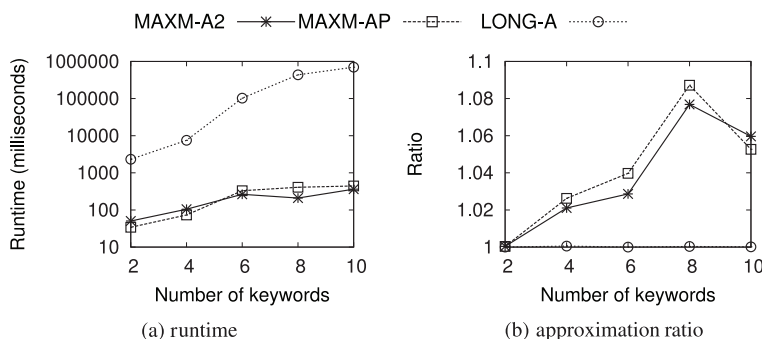 MAXM-A2 MAXM-AP LONG-A
Runtime (milliseconds)
1000000
100000
10000
1000
100
10
2 4 6 8 10
Number of keywords
(a) runtime
Ratio
1.1
1.08
1.06
1.04
1.02
1
2 4 6 8 10
Number of keywords
(b) approximation ratio